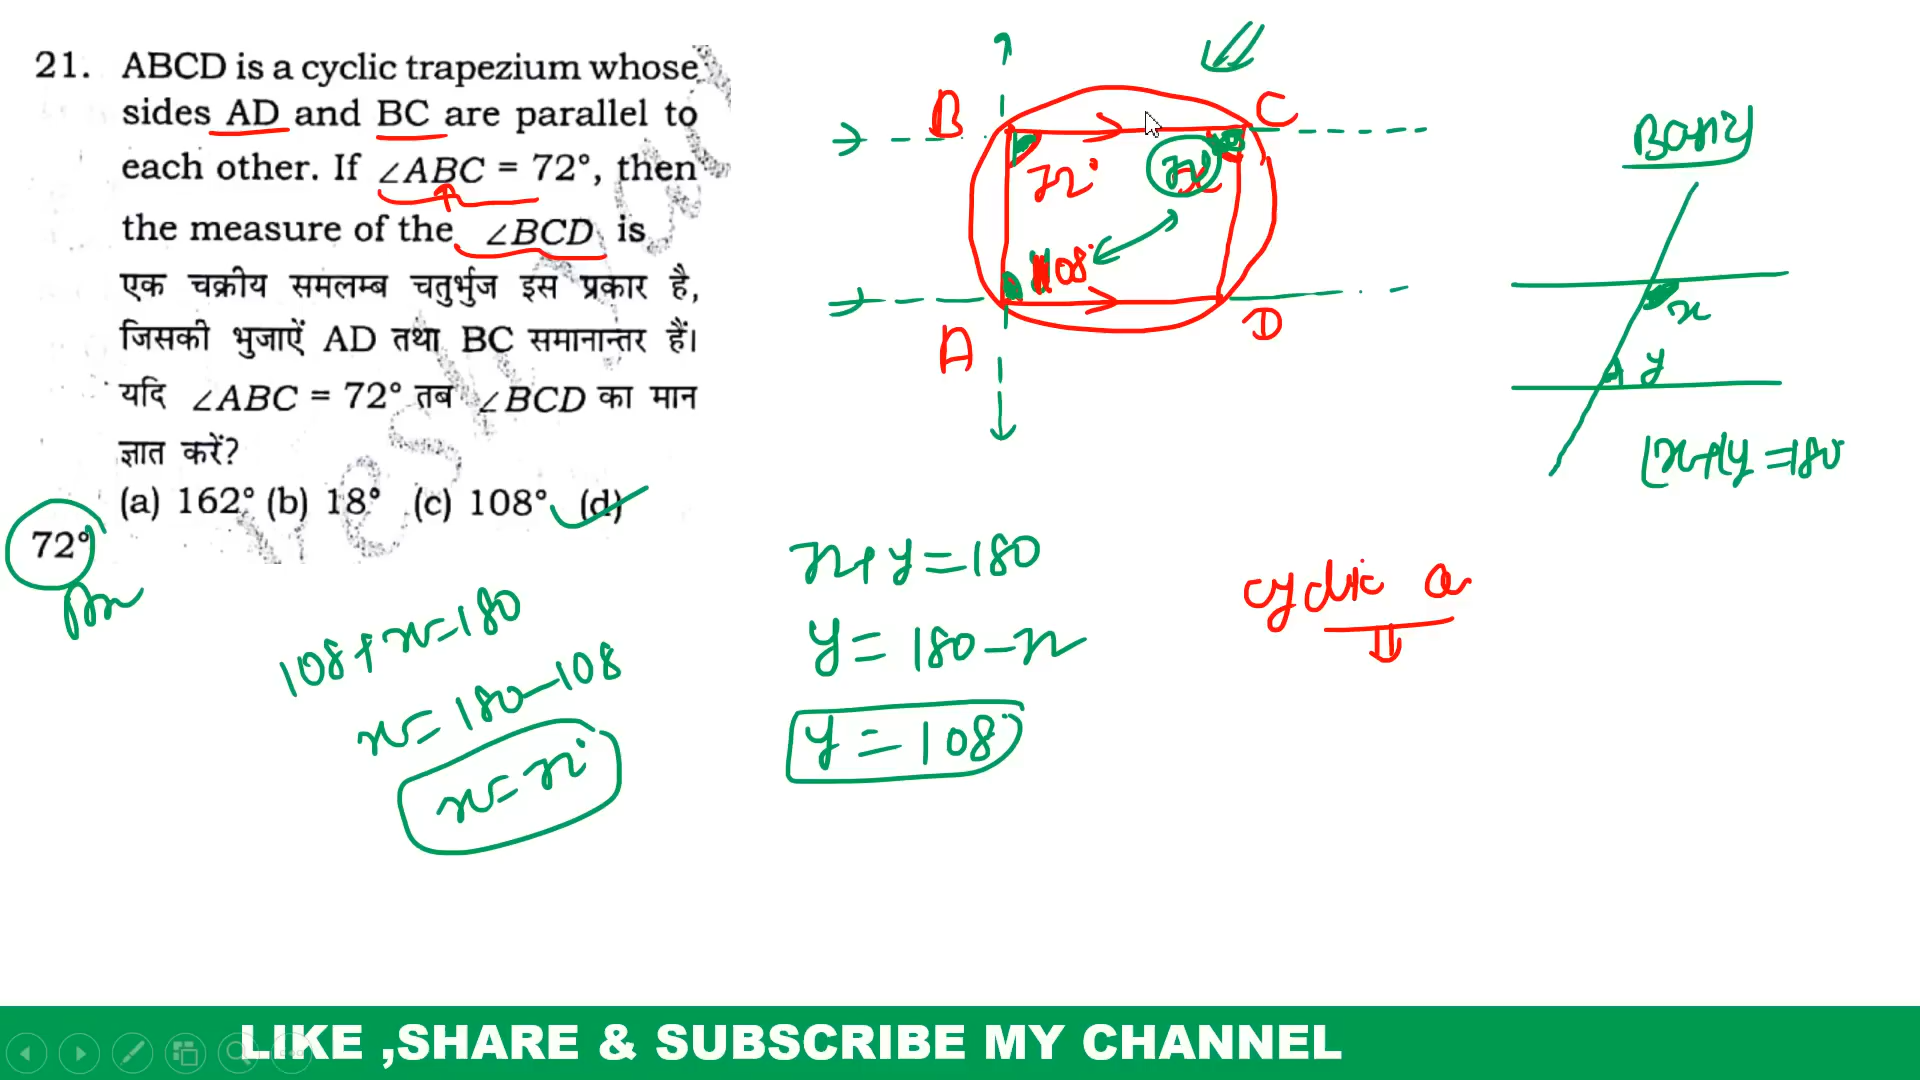 21. ABCD is a cyclic trapezium whose
sides AD and BC are parallel to
each other. If ∠ABC = 72°, then
the measure of the ∠BCD is
एक चक्रीय समलम्ब चतुर्भुज इस प्रकार है,
जिसकी भुजाऐं AD तथा BC समानान्तर हैं।
यदि ∠ABC = 72° तब ∠BCD का मान
ज्ञात करें?
(a) 162° (b) 18° (c) 108° (d)
72°
B
C
72°
72°
108°
A
D
x
y
x+y=180
108+x=180
x=180-108
x=72°
x+y=180
y=180-x
y=108
cyclic
LIKE ,SHARE & SUBSCRIBE MY CHANNEL